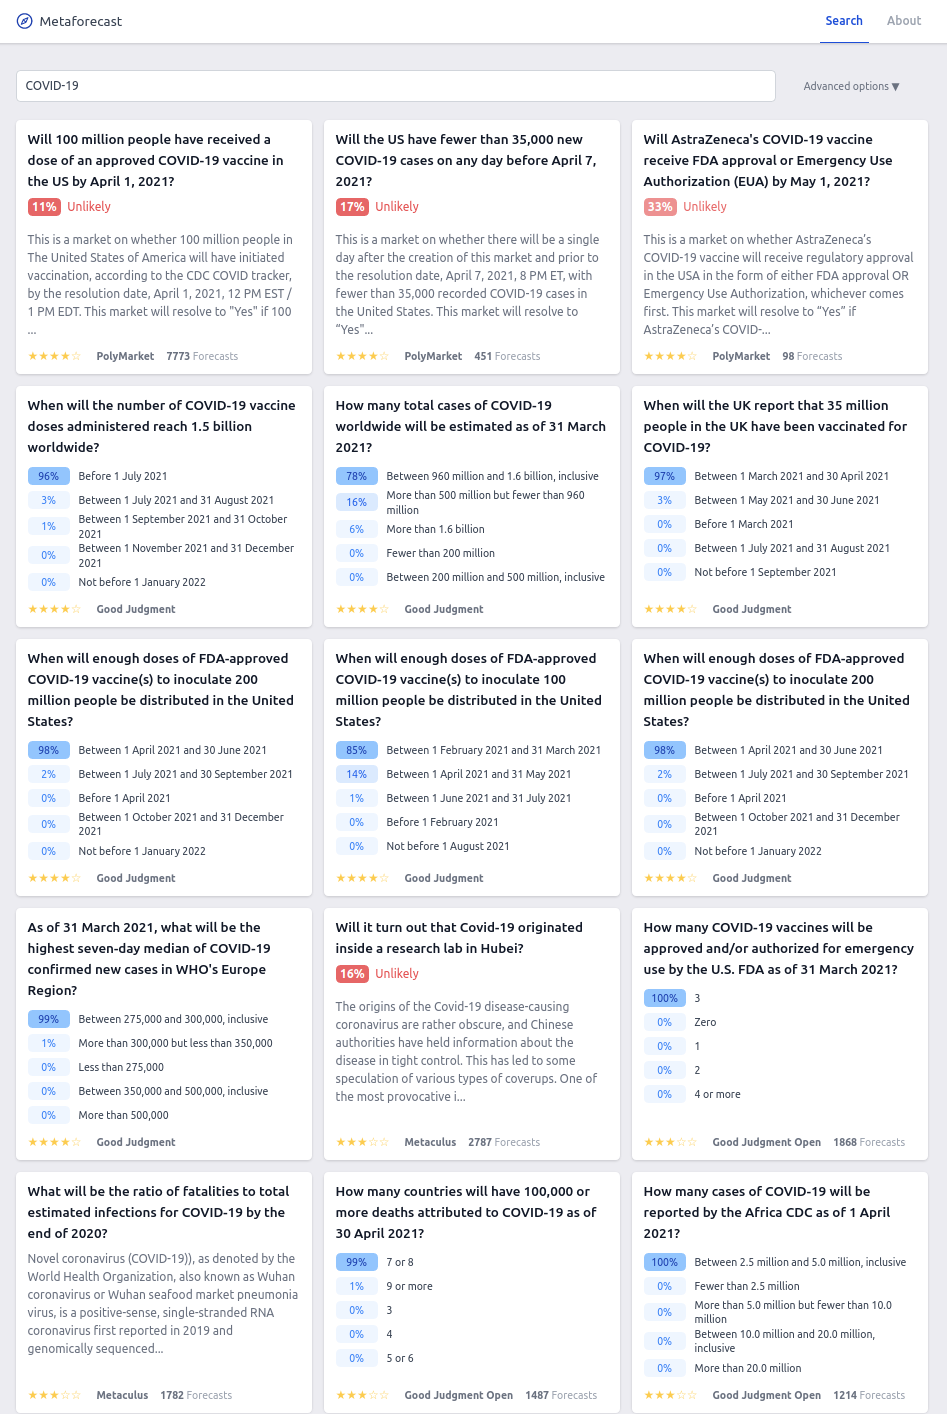 Metaforecast
Search
About
COVID-19
Advanced options ▼
Will 100 million people have received a
dose of an approved COVID-19 vaccine in
the US by April 1, 2021?
11% Unlikely
This is a market on whether 100 million people in
The United States of America will have initiated
vaccination, according to the CDC COVID tracker,
by the resolution date, April 1, 2021, 12 PM EST /
1 PM EDT. This market will resolve to "Yes" if 100
...
★★★★☆ PolyMarket 7773 Forecasts
Will the US have fewer than 35,000 new
COVID-19 cases on any day before April 7,
2021?
17% Unlikely
This is a market on whether there will be a single
day after the creation of this market and prior to
the resolution date, April 7, 2021, 8 PM ET, with
fewer than 35,000 recorded COVID-19 cases in
the United States. This market will resolve to
“Yes"...
★★★★☆ PolyMarket 451 Forecasts
Will AstraZeneca's COVID-19 vaccine
receive FDA approval or Emergency Use
Authorization (EUA) by May 1, 2021?
33% Unlikely
This is a market on whether AstraZeneca’s
COVID-19 vaccine will receive regulatory approval
in the USA in the form of either FDA approval OR
Emergency Use Authorization, whichever comes
first. This market will resolve to “Yes” if
AstraZeneca’s COVID-...
★★★★☆ PolyMarket 98 Forecasts
When will the number of COVID-19 vaccine
doses administered reach 1.5 billion
worldwide?
96% Before 1 July 2021
3% Between 1 July 2021 and 31 August 2021
1% Between 1 September 2021 and 31 October
2021
0% Between 1 November 2021 and 31 December
2021
0% Not before 1 January 2022
★★★★☆ Good Judgment
How many total cases of COVID-19
worldwide will be estimated as of 31 March
2021?
78% Between 960 million and 1.6 billion, inclusive
16% More than 500 million but fewer than 960
million
6% More than 1.6 billion
0% Fewer than 200 million
0% Between 200 million and 500 million, inclusive
★★★★☆ Good Judgment
When will the UK report that 35 million
people in the UK have been vaccinated for
COVID-19?
97% Between 1 March 2021 and 30 April 2021
3% Between 1 May 2021 and 30 June 2021
0% Before 1 March 2021
0% Between 1 July 2021 and 31 August 2021
0% Not before 1 September 2021
★★★★☆ Good Judgment
When will enough doses of FDA-approved
COVID-19 vaccine(s) to inoculate 200
million people be distributed in the United
States?
98% Between 1 April 2021 and 30 June 2021
2% Between 1 July 2021 and 30 September 2021
0% Before 1 April 2021
0% Between 1 October 2021 and 31 December
2021
0% Not before 1 January 2022
★★★★☆ Good Judgment
When will enough doses of FDA-approved
COVID-19 vaccine(s) to inoculate 100
million people be distributed in the United
States?
85% Between 1 February 2021 and 31 March 2021
14% Between 1 April 2021 and 31 May 2021
1% Between 1 June 2021 and 31 July 2021
0% Before 1 February 2021
0% Not before 1 August 2021
★★★★☆ Good Judgment
When will enough doses of FDA-approved
COVID-19 vaccine(s) to inoculate 200
million people be distributed in the United
States?
98% Between 1 April 2021 and 30 June 2021
2% Between 1 July 2021 and 30 September 2021
0% Before 1 April 2021
0% Between 1 October 2021 and 31 December
2021
0% Not before 1 January 2022
★★★★☆ Good Judgment
As of 31 March 2021, what will be the
highest seven-day median of COVID-19
confirmed new cases in WHO's Europe
Region?
99% Between 275,000 and 300,000, inclusive
1% More than 300,000 but less than 350,000
0% Less than 275,000
0% Between 350,000 and 500,000, inclusive
0% More than 500,000
★★★★☆ Good Judgment
Will it turn out that Covid-19 originated
inside a research lab in Hubei?
16% Unlikely
The origins of the Covid-19 disease-causing
coronavirus are rather obscure, and Chinese
authorities have held information about the
disease in tight control. This has led to some
speculation of various types of coverups. One of
the most provocative i...
★★★☆☆ Metaculus 2787 Forecasts
How many COVID-19 vaccines will be
approved and/or authorized for emergency
use by the U.S. FDA as of 31 March 2021?
100% 3
0% Zero
0% 1
0% 2
0% 4 or more
★★★☆☆ Good Judgment Open 1868 Forecasts
What will be the ratio of fatalities to total
estimated infections for COVID-19 by the
end of 2020?
Novel coronavirus (COVID-19)), as denoted by the
World Health Organization, also known as Wuhan
coronavirus or Wuhan seafood market pneumonia
virus, is a positive-sense, single-stranded RNA
coronavirus first reported in 2019 and
genomically sequenced...
★★★☆☆ Metaculus 1782 Forecasts
How many countries will have 100,000 or
more deaths attributed to COVID-19 as of
30 April 2021?
99% 7 or 8
1% 9 or more
0% 3
0% 4
0% 5 or 6
★★★☆☆ Good Judgment Open 1487 Forecasts
How many cases of COVID-19 will be
reported by the Africa CDC as of 1 April
2021?
100% Between 2.5 million and 5.0 million, inclusive
0% Fewer than 2.5 million
0% More than 5.0 million but fewer than 10.0
million
0% Between 10.0 million and 20.0 million,
inclusive
0% More than 20.0 million
★★★☆☆ Good Judgment Open 1214 Forecasts